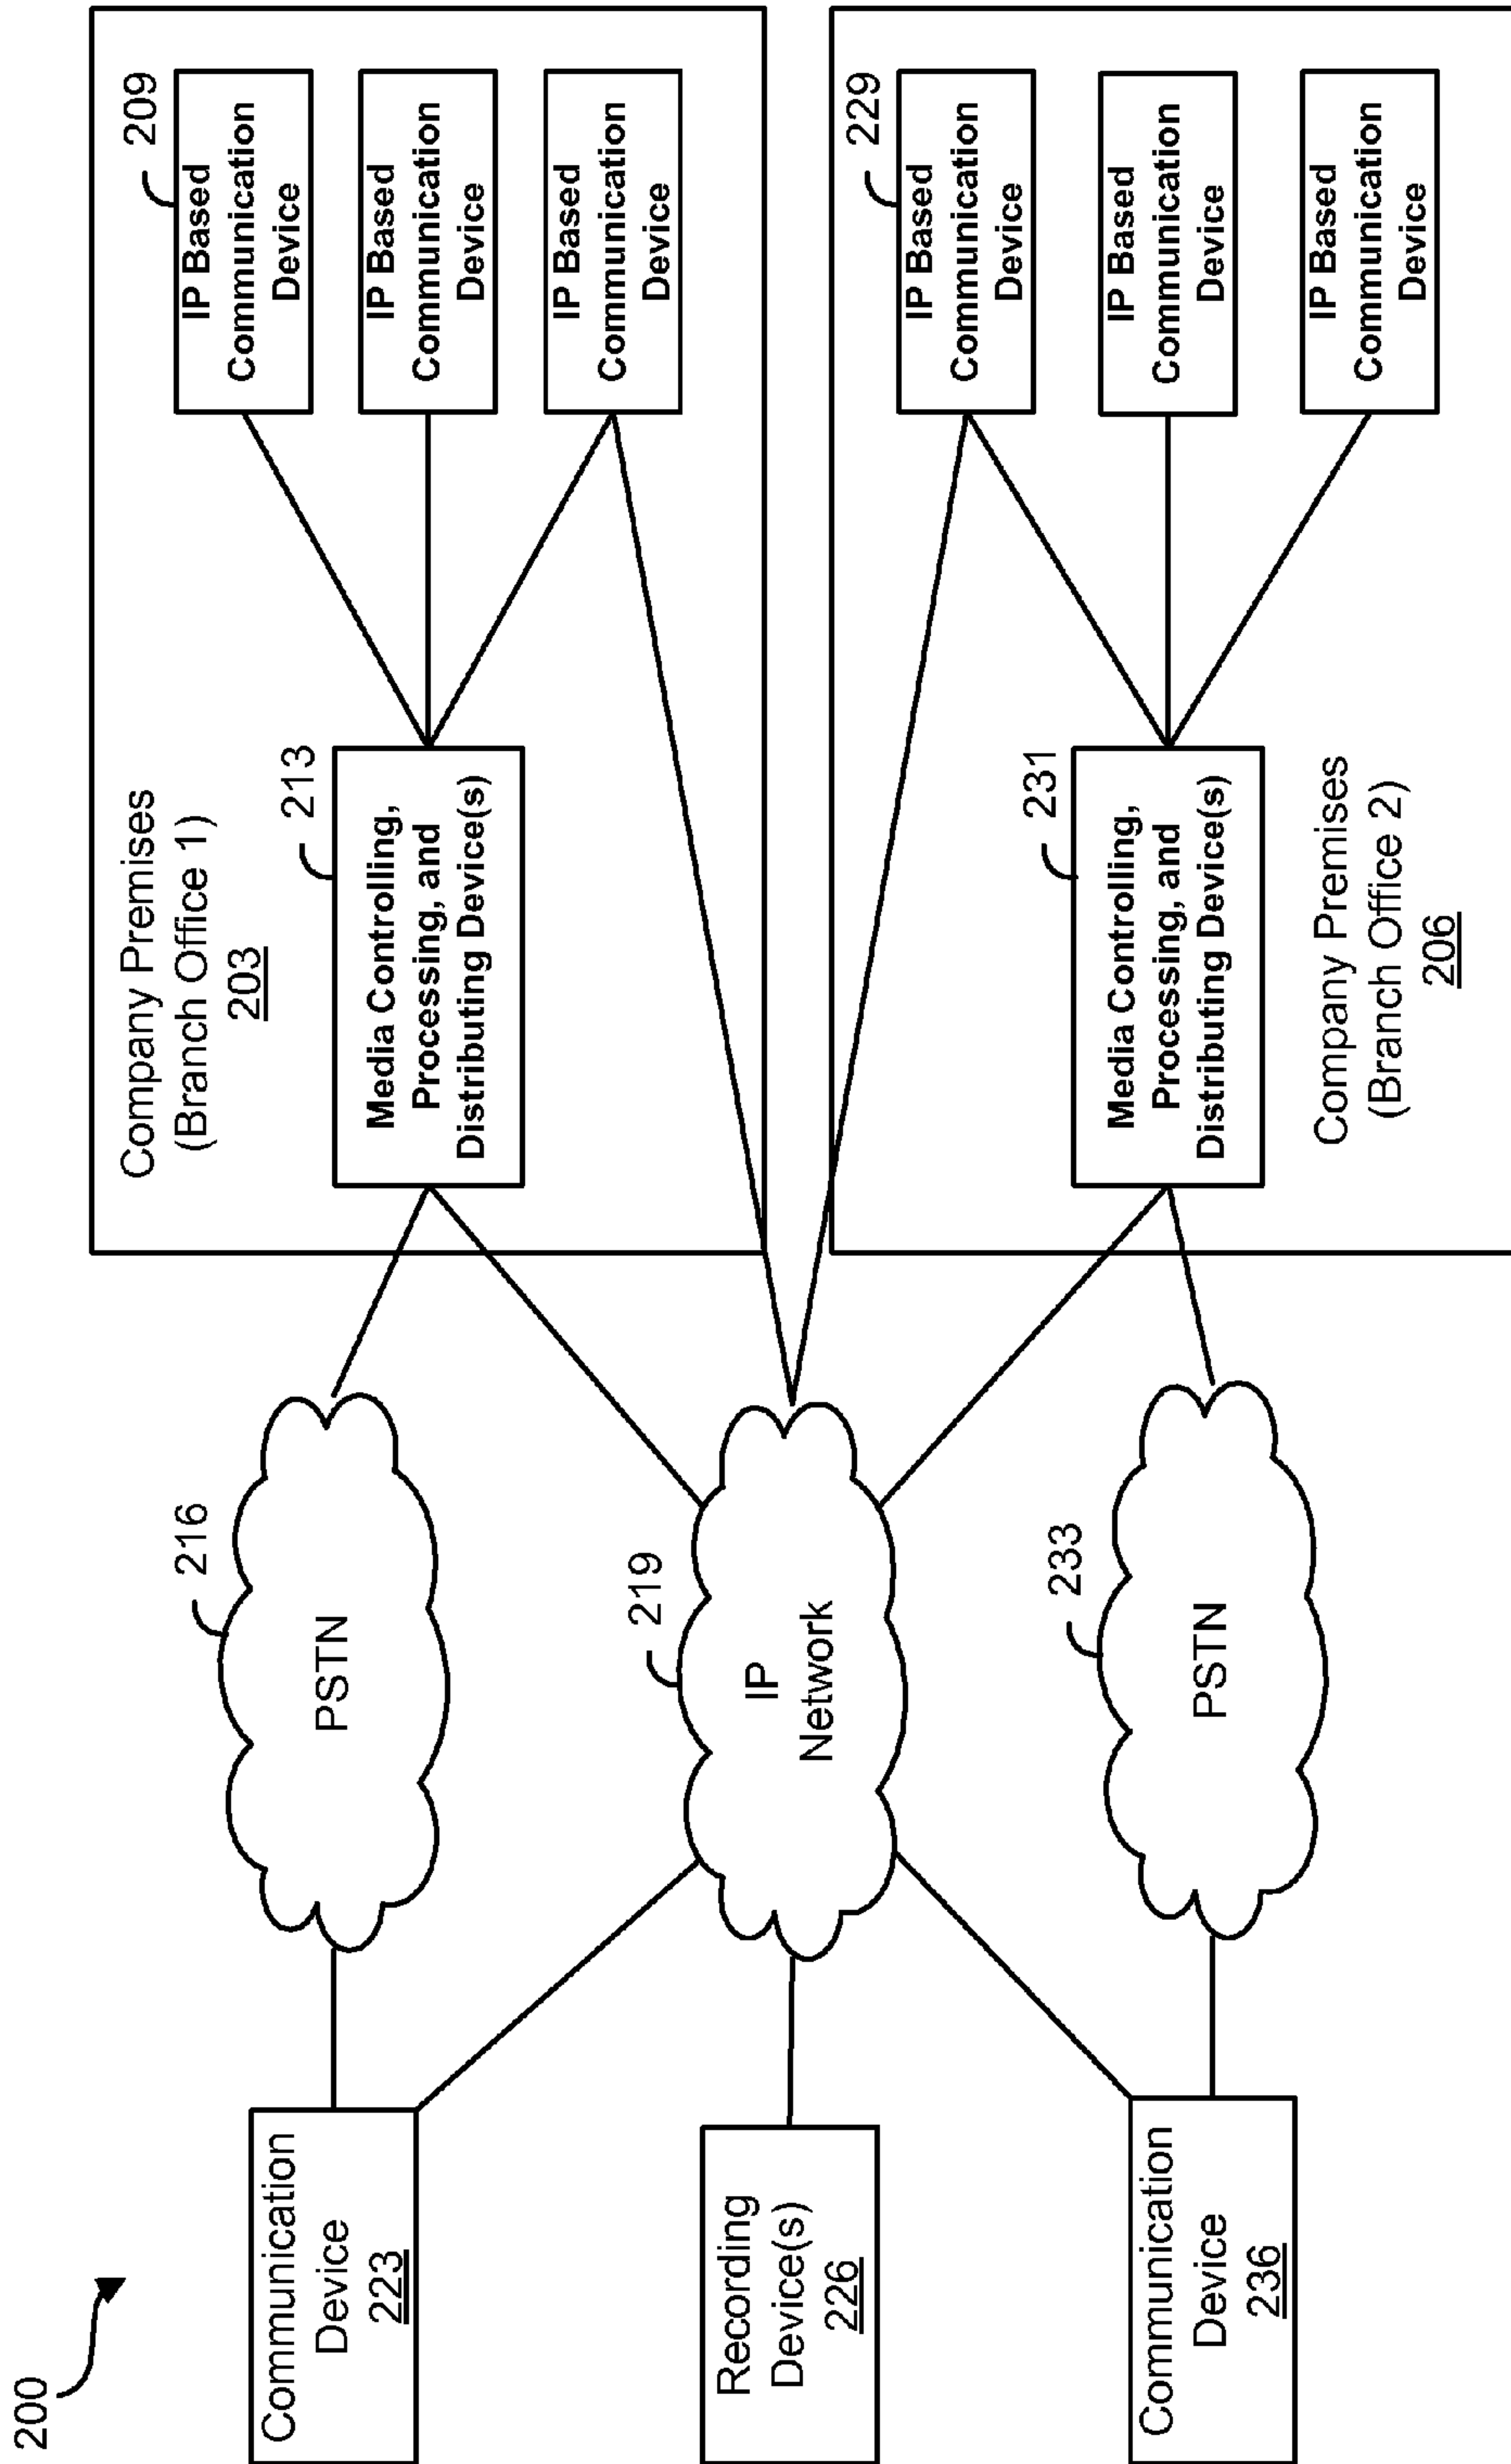 200
Communication
Device
223
Recording
Device(s)
226
Communication
Device
236
216
PSTN
219
IP
Network
233
PSTN
Company Premises
(Branch Office 1)
203
213
Media Controlling,
Processing, and
Distributing Device(s)
209
IP Based
Communication
Device
IP Based
Communication
Device
IP Based
Communication
Device
231
Media Controlling,
Processing, and
Distributing Device(s)
Company Premises
(Branch Office 2)
206
229
IP Based
Communication
Device
IP Based
Communication
Device
IP Based
Communication
Device